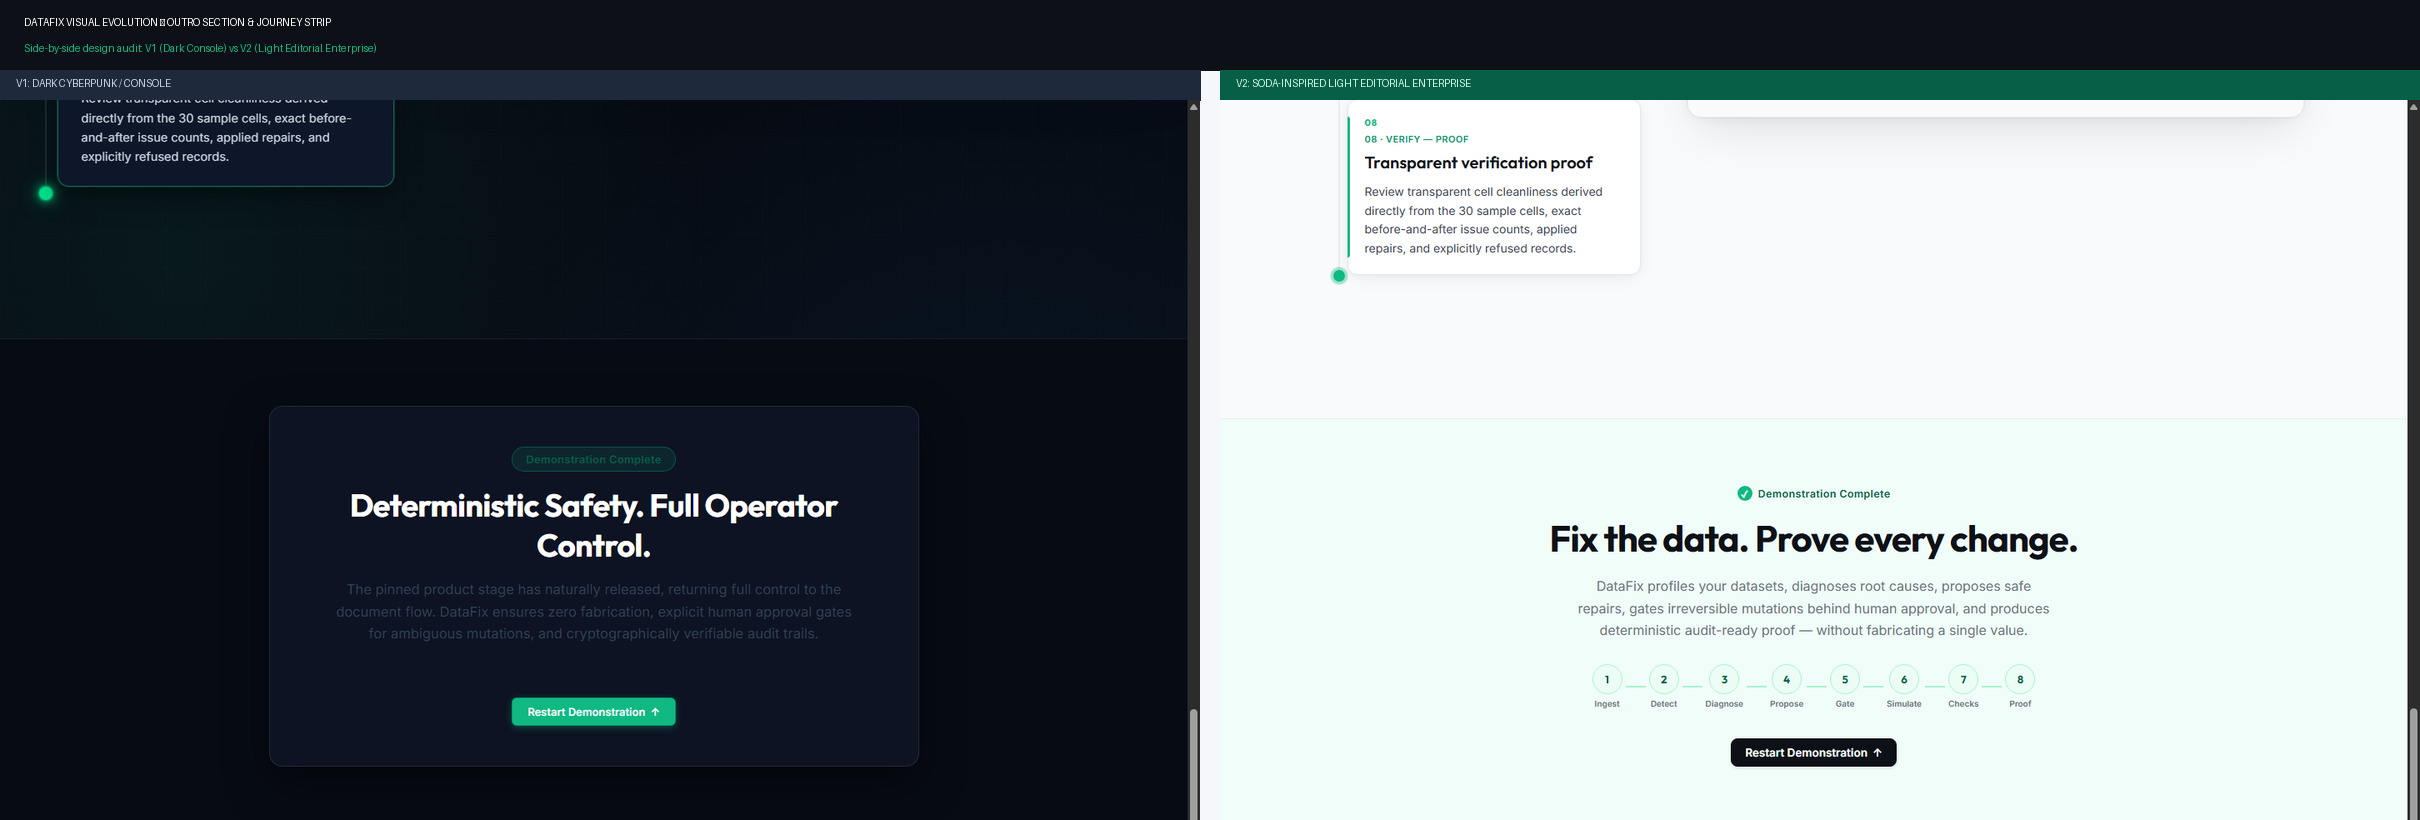 DATAFIX VISUAL EVOLUTION OUTRO SECTION & JOURNEY STRIP
Side-by-side design audit: V1 (Dark Console) vs V2 (Light Editorial Enterprise)
V1: DARK CYBERPUNK / CONSOLE
Review transparent cell cleanliness derived
directly from the 30 sample cells, exact before-
and-after issue counts, applied repairs, and
explicitly refused records.
Demonstration Complete
Deterministic Safety. Full Operator
Control.
The pinned product stage has naturally released, returning full control to the
document flow. DataFix ensures zero fabrication, explicit human approval gates
for ambiguous mutations, and cryptographically verifiable audit trails.
Restart Demonstration ↑
V2: SODA-INSPIRED LIGHT EDITORIAL ENTERPRISE
08
08 · VERIFY — PROOF
Transparent verification proof
Review transparent cell cleanliness derived
directly from the 30 sample cells, exact
before-and-after issue counts, applied
repairs, and explicitly refused records.
Demonstration Complete
Fix the data. Prove every change.
DataFix profiles your datasets, diagnoses root causes, proposes safe
repairs, gates irreversible mutations behind human approval, and produces
deterministic audit-ready proof — without fabricating a single value.
1 2 3 4 5 6 7 8
Ingest Detect Diagnose Propose Gate Simulate Checks Proof
Restart Demonstration ↑